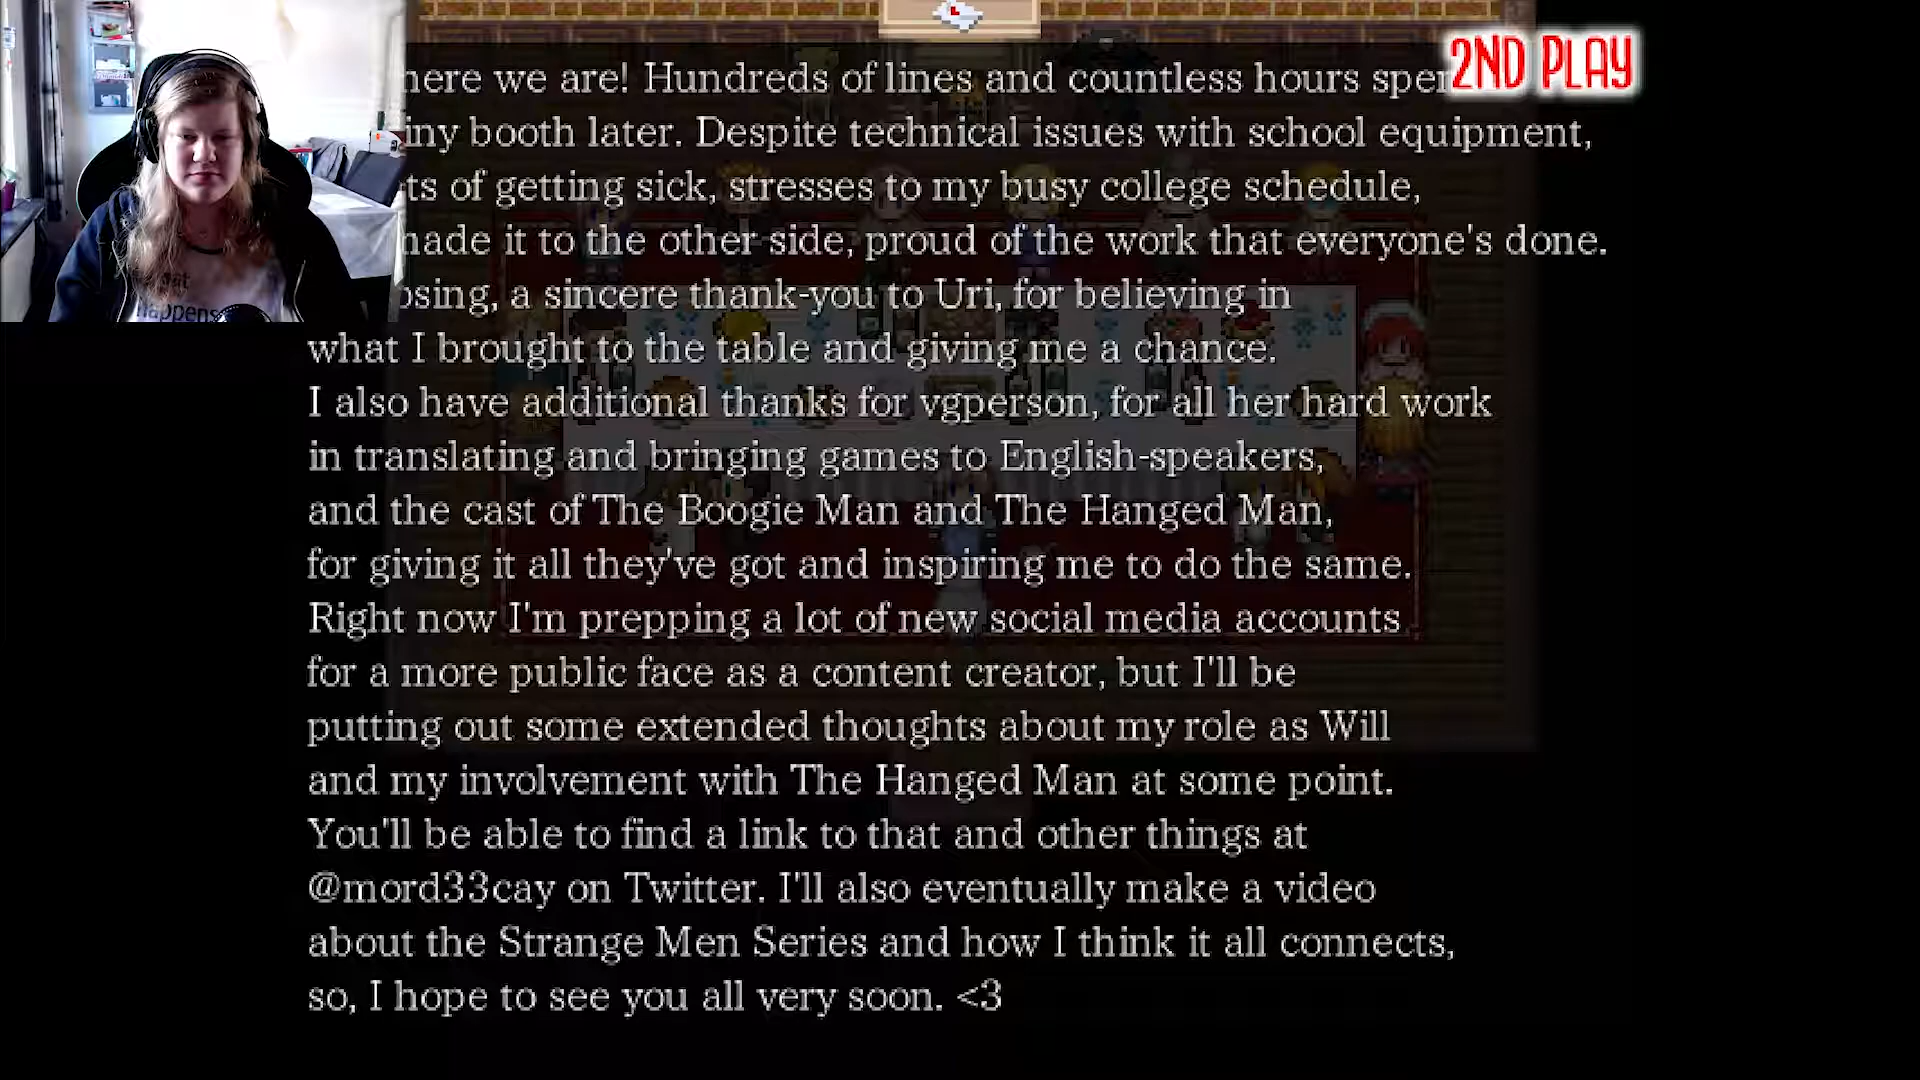 2ND PLAY
here we are! Hundreds of lines and countless hours
booth later. Despite technical issues with school equipment,
of getting sick, stresses to my busy college schedule,
it to the other side, proud of the work that everyone's done.
a sincere thank-you to Uri, for believing in
what I brought to the table and giving me a chance.
I also have additional thanks for vgperson, for all her hard work
in translating and bringing games to English-speakers,
and the cast of The Boogie Man and The Hanged Man,
for giving it all they've got and inspiring me to do the same.
Right now I'm prepping a lot of new social media accounts
for a more public face as a content creator, but I'll be
putting out some extended thoughts about my role as Will
and my involvement with The Hanged Man at some point.
You'll be able to find a link to that and other things at
@mord33cay on Twitter. I'll also eventually make a video
about the Strange Men Series and how I think it all connects,
so, I hope to see you all very soon. <3
happens